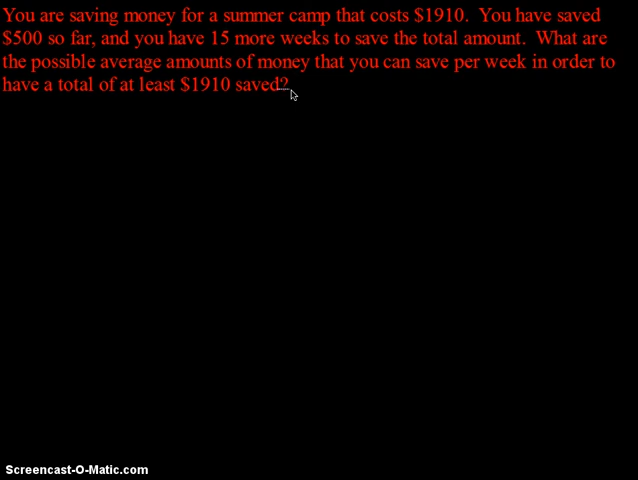 You are saving money for a summer camp that costs $1910.  You have saved
$500 so far, and you have 15 more weeks to save the total amount.  What are
the possible average amounts of money that you can save per week in order to
have a total of at least $1910 saved?
Screencast-O-Matic.com